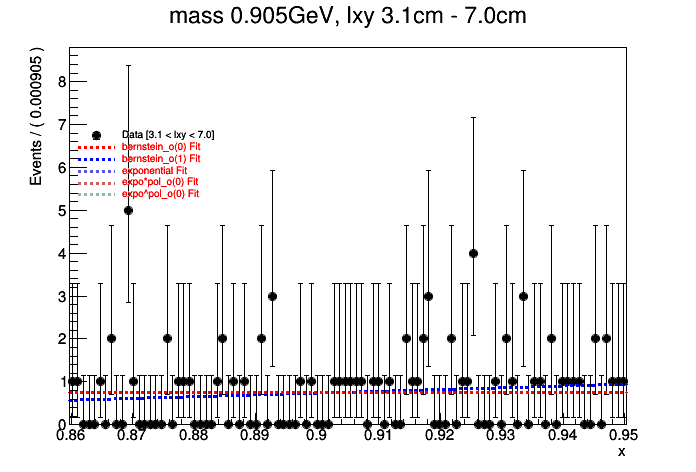 mass 0.905GeV, lxy 3.1cm - 7.0cm
Events / ( 0.000905 )
8
7
6
5
4
3
2
1
0
Data [3.1 < lxy < 7.0]
bernstein_o(0) Fit
bernstein_o(1) Fit
exponential Fit
expo*pol_o(0) Fit
expo^pol_o(0) Fit
0.86 0.87 0.88 0.89 0.9 0.91 0.92 0.93 0.94 0.95
x